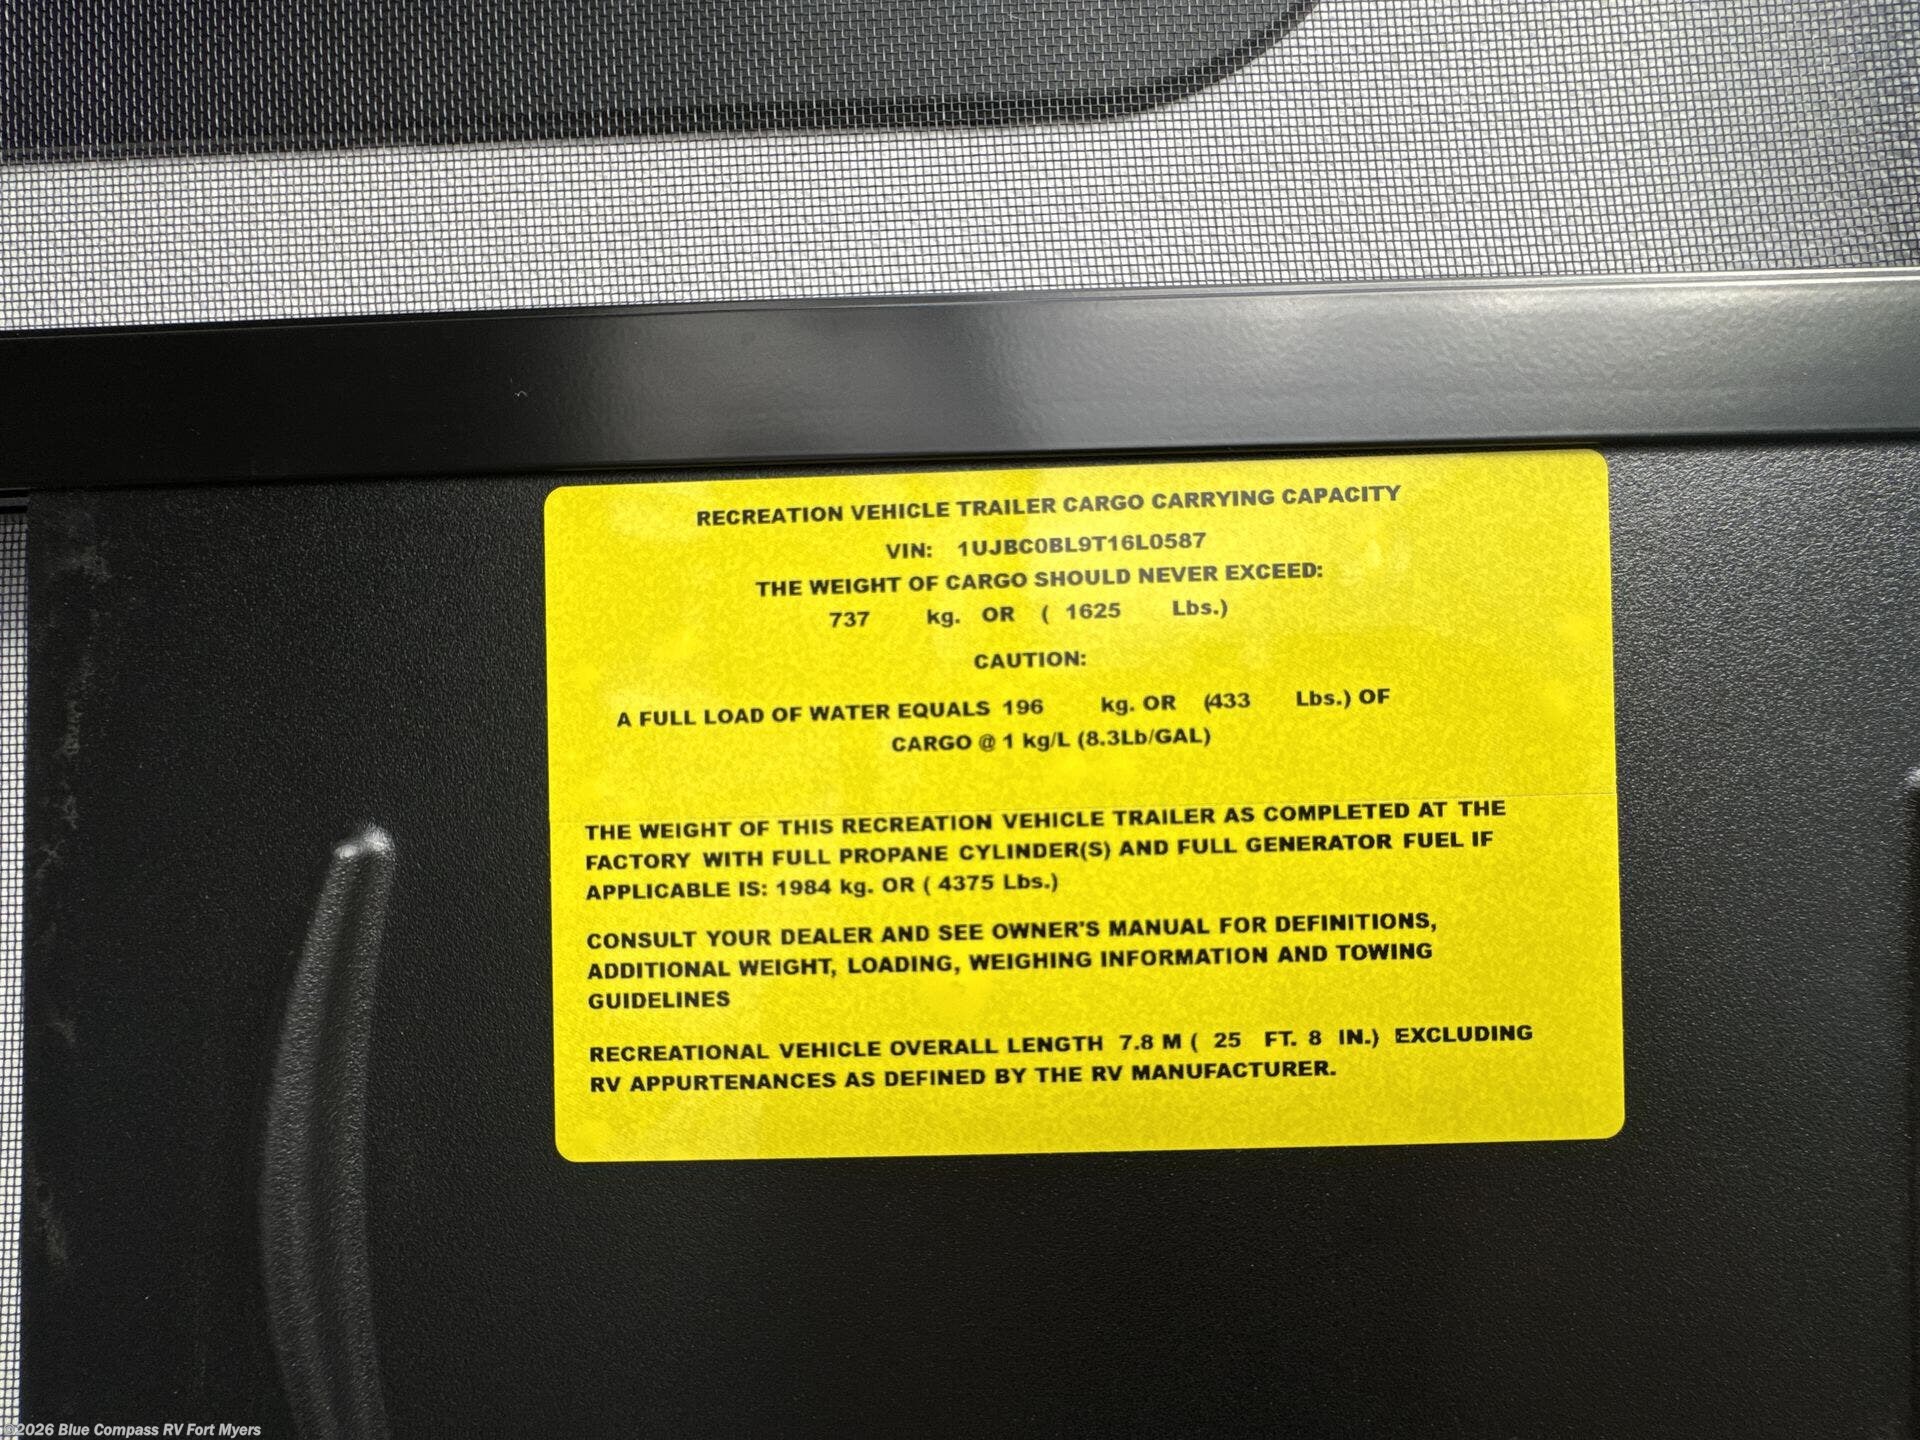 RECREATION VEHICLE TRAILER CARGO CARRYING CAPACITY
VIN: 1UJBC0BL9T16L0587
THE WEIGHT OF CARGO SHOULD NEVER EXCEED:
737 kg. OR ( 1625 Lbs.)
CAUTION:
A FULL LOAD OF WATER EQUALS 196 kg. OR (433 Lbs.) OF
CARGO @ 1 kg/L (8.3Lb/GAL)
THE WEIGHT OF THIS RECREATION VEHICLE TRAILER AS COMPLETED AT THE
FACTORY WITH FULL PROPANE CYLINDER(S) AND FULL GENERATOR FUEL IF
APPLICABLE IS: 1984 kg. OR ( 4375 Lbs.)
CONSULT YOUR DEALER AND SEE OWNER'S MANUAL FOR DEFINITIONS,
ADDITIONAL WEIGHT, LOADING, WEIGHING INFORMATION AND TOWING
GUIDELINES
RECREATIONAL VEHICLE OVERALL LENGTH 7.8 M ( 25 FT. 8 IN.) EXCLUDING
RV APPURTENANCES AS DEFINED BY THE RV MANUFACTURER.
©2026 Blue Compass RV Fort Myers